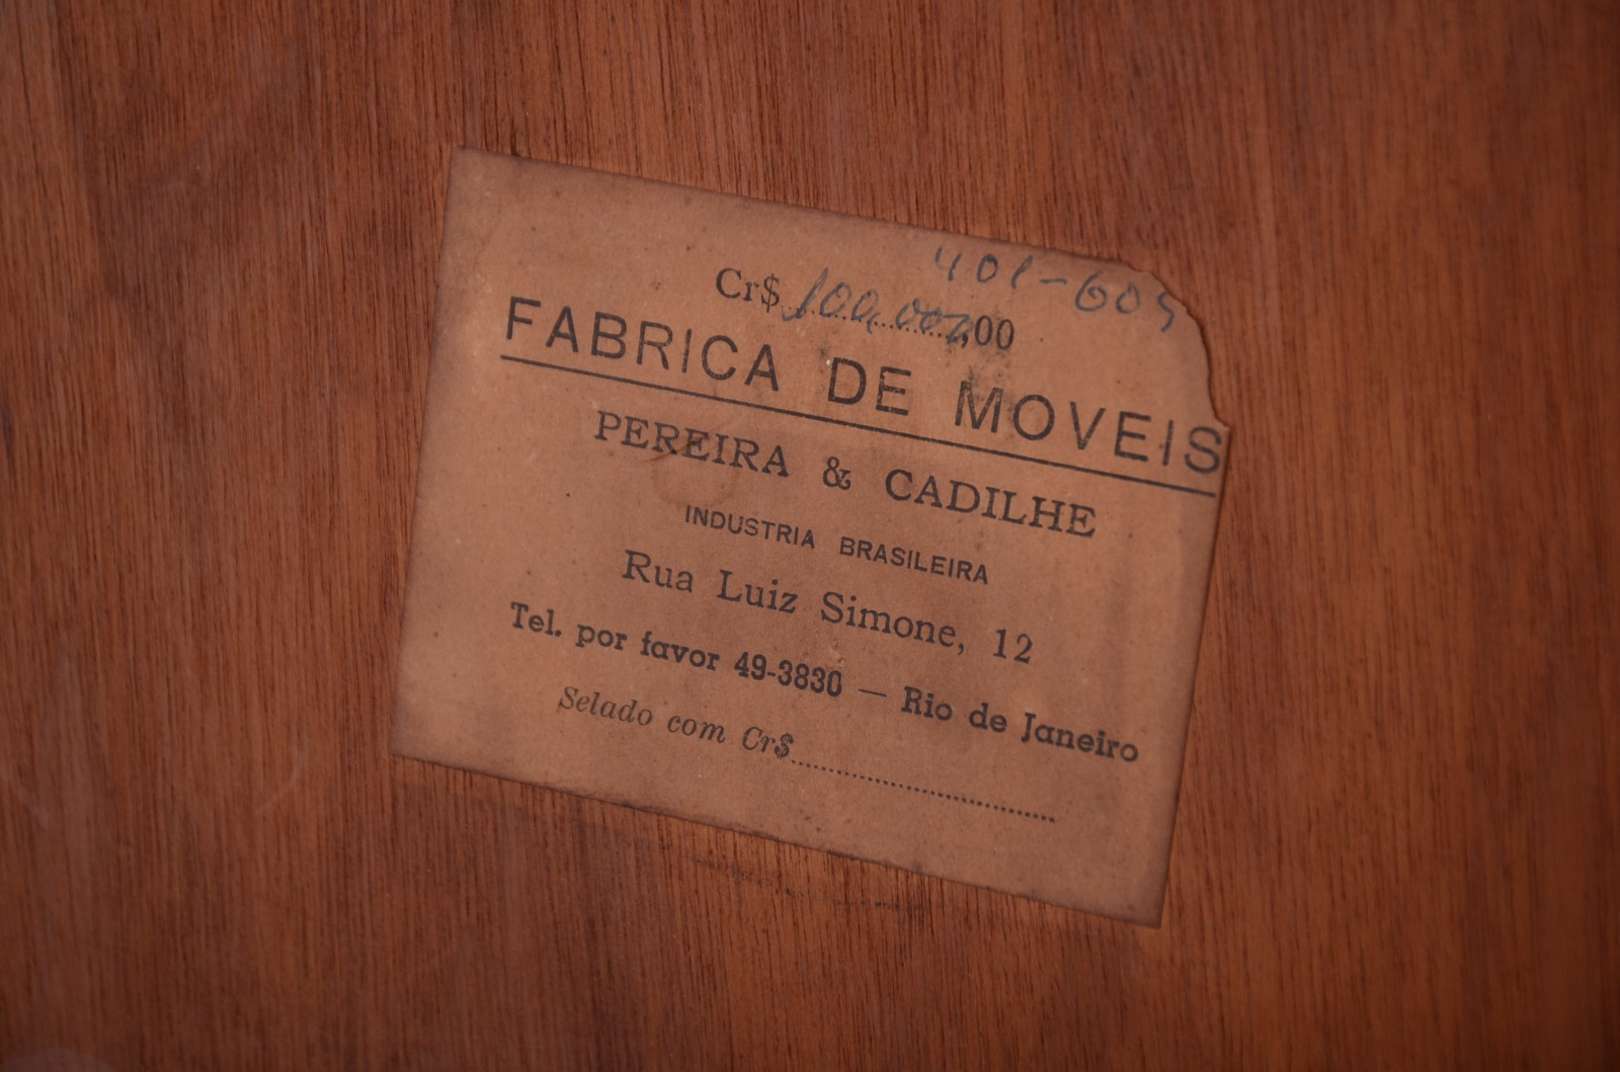 401-605
Cr$ 100,000,00
FABRICA DE MOVEIS
PEREIRA & CADILHE
INDUSTRIA BRASILEIRA
Rua Luiz Simone, 12
Tel. por favor 49-3830 — Rio de Janeiro
Selado com Cr$....................